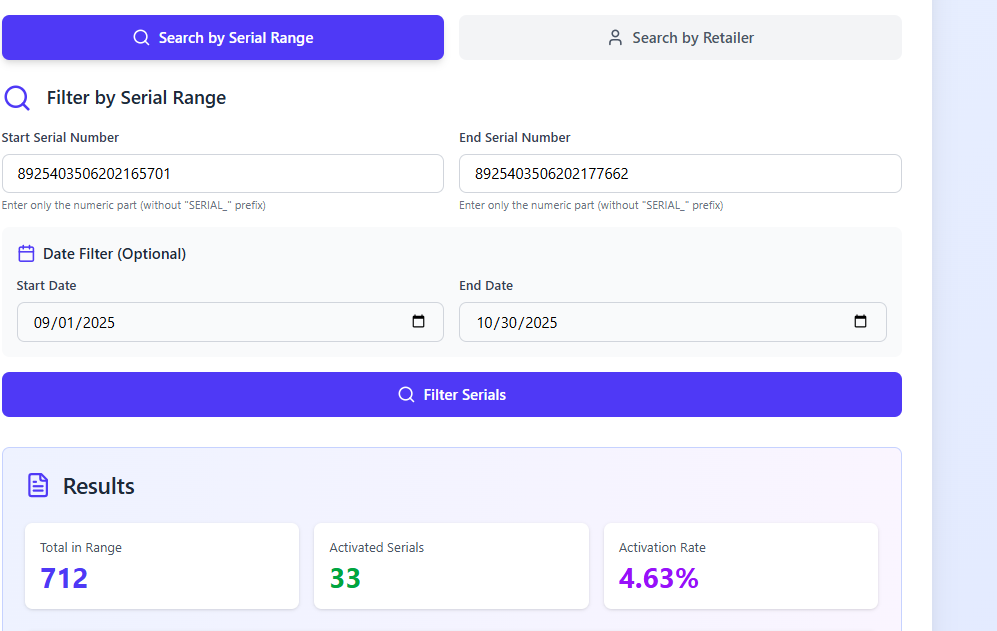 Search by Serial Range
Search by Retailer
Filter by Serial Range
Start Serial Number
End Serial Number
8925403506202165701
8925403506202177662
Enter only the numeric part (without "SERIAL_" prefix)
Enter only the numeric part (without "SERIAL_" prefix)
Date Filter (Optional)
Start Date
End Date
09/01/2025
10/30/2025
Filter Serials
Results
Total in Range
Activated Serials
Activation Rate
712
33
4.63%